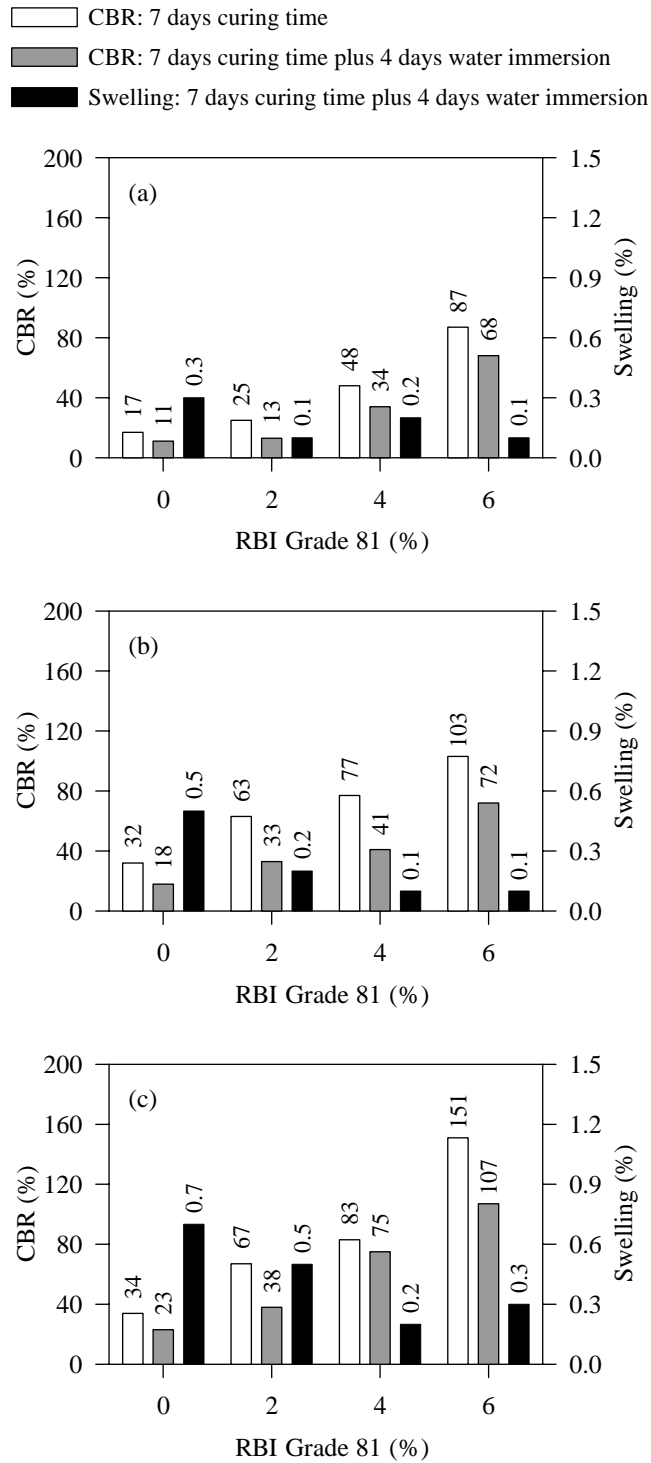 CBR: 7 days curing time
CBR: 7 days curing time plus 4 days water immersion
Swelling: 7 days curing time plus 4 days water immersion
(a)
CBR (%)
200
160
120
80
40
0
17 11 0.3 25 13 0.1 48 34 0.2 87 68 0.1
1.5
1.2
0.9
0.6
0.3
0.0
Swelling (%)
0 2 4 6
RBI Grade 81 (%)
(b)
CBR (%)
200
160
120
80
40
0
32 18 0.5 63 33 0.2 77 41 0.1 103 72 0.1
1.5
1.2
0.9
0.6
0.3
0.0
Swelling (%)
0 2 4 6
RBI Grade 81 (%)
(c)
CBR (%)
200
160
120
80
40
0
34 23 0.7 67 38 0.5 83 75 0.2 151 107 0.3
1.5
1.2
0.9
0.6
0.3
0.0
Swelling (%)
0 2 4 6
RBI Grade 81 (%)